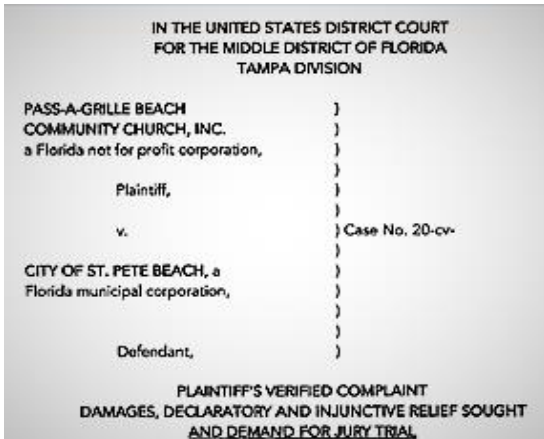 IN THE UNITED STATES DISTRICT COURT
FOR THE MIDDLE DISTRICT OF FLORIDA
TAMPA DIVISION
PASS-A-GRILLE BEACH )
COMMUNITY CHURCH, INC. )
a Florida not for profit corporation, )
)
Plaintiff, )
)
v. ) Case No. 20-cv-
)
CITY OF ST. PETE BEACH, a )
Florida municipal corporation, )
)
)
Defendant, )
PLAINTIFF'S VERIFIED COMPLAINT
DAMAGES, DECLARATORY AND INJUNCTIVE RELIEF SOUGHT
AND DEMAND FOR JURY TRIAL